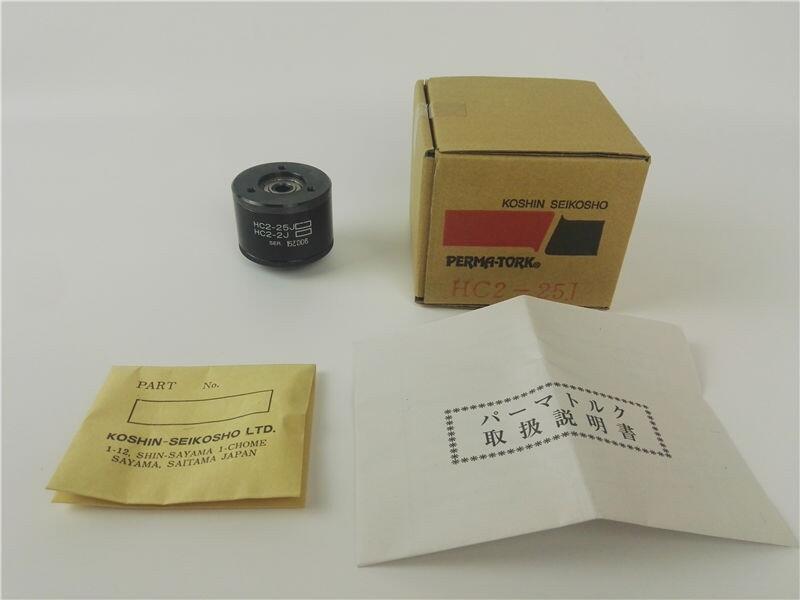 HC2-25J
HC2-2J
SER. 152006
KOSHIN SEIKOSHO
PERMA-TORK®
HC2-25J
PART No.
KOSHIN-SEIKOSHO LTD.
1-12, SHIN-SAYAMA 1-CHOME
SAYAMA, SAITAMA JAPAN
パーマトルク
取扱説明書